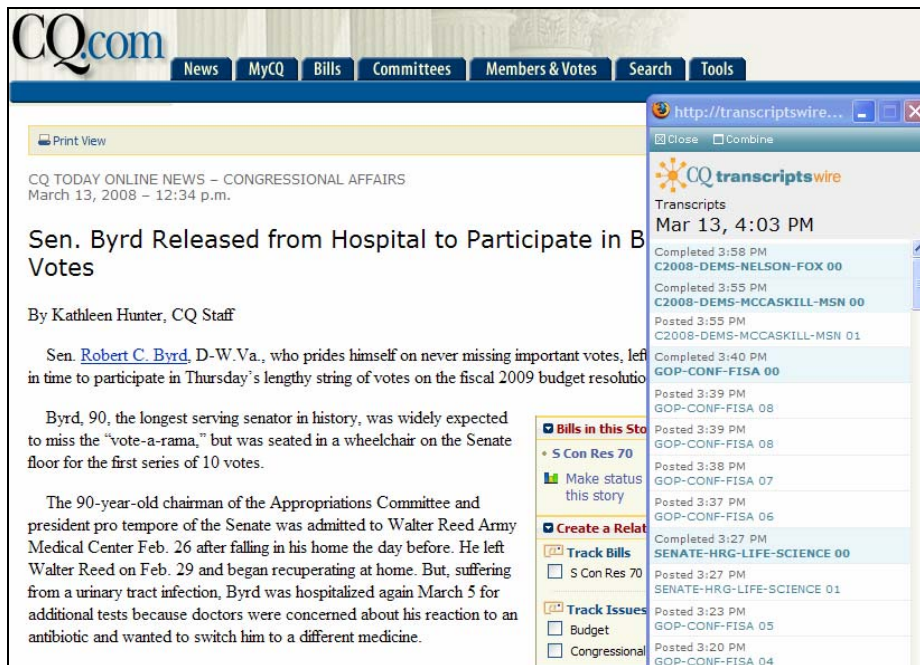 CQ.com
News MyCQ Bills Committees Members & Votes Search Tools
Print View
CQ TODAY ONLINE NEWS – CONGRESSIONAL AFFAIRS
March 13, 2008 – 12:34 p.m.
Sen. Byrd Released from Hospital to Participate in B
Votes
By Kathleen Hunter, CQ Staff
Sen. Robert C. Byrd, D-W.Va., who prides himself on never missing important votes, left
in time to participate in Thursday's lengthy string of votes on the fiscal 2009 budget resolutio
Byrd, 90, the longest serving senator in history, was widely expected
to miss the "vote-a-rama," but was seated in a wheelchair on the Senate
floor for the first series of 10 votes.
The 90-year-old chairman of the Appropriations Committee and
president pro tempore of the Senate was admitted to Walter Reed Army
Medical Center Feb. 26 after falling in his home the day before. He left
Walter Reed on Feb. 29 and began recuperating at home. But, suffering
from a urinary tract infection, Byrd was hospitalized again March 5 for
additional tests because doctors were concerned about his reaction to an
antibiotic and wanted to switch him to a different medicine.
Bills in this Sto
S Con Res 70
Make status
this story
Create a Relat
Track Bills
S Con Res 70
Track Issues
Budget
Congressional
http://transcriptswire...
Close Combine
CQ transcriptswire
Transcripts
Mar 13, 4:03 PM
Completed 3:58 PM
C2008-DEMS-NELSON-FOX 00
Completed 3:55 PM
C2008-DEMS-MCCASKILL-MSN 00
Posted 3:55 PM
C2008-DEMS-MCCASKILL-MSN 01
Completed 3:40 PM
GOP-CONF-FISA 00
Posted 3:39 PM
GOP-CONF-FISA 08
Posted 3:39 PM
GOP-CONF-FISA 08
Posted 3:38 PM
GOP-CONF-FISA 07
Posted 3:37 PM
GOP-CONF-FISA 06
Completed 3:27 PM
SENATE-HRG-LIFE-SCIENCE 00
Posted 3:27 PM
SENATE-HRG-LIFE-SCIENCE 01
Posted 3:23 PM
GOP-CONF-FISA 05
Posted 3:20 PM
GOP-CONF-FISA 04